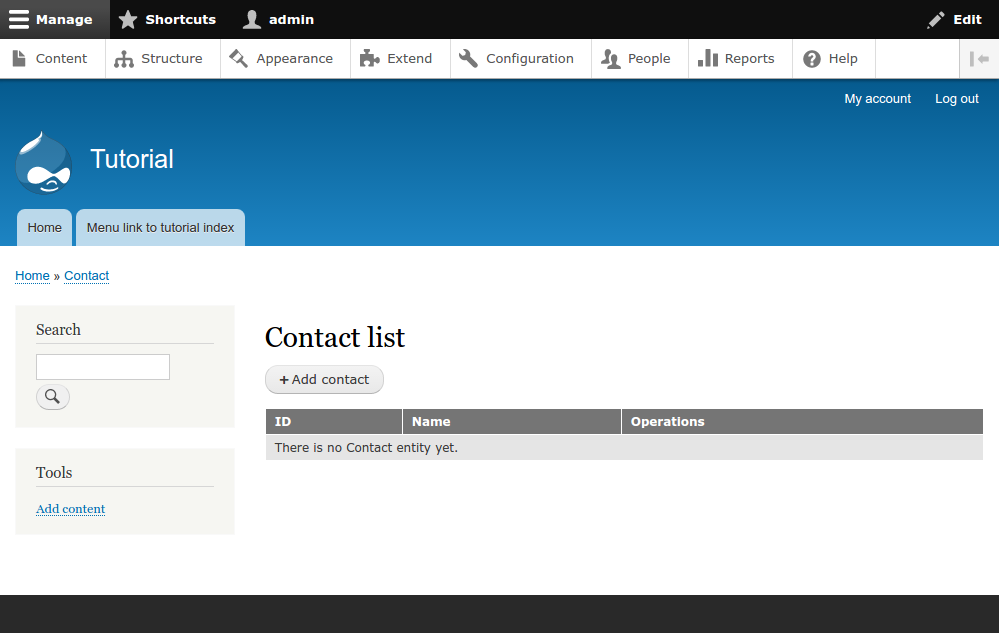 Manage Shortcuts admin Edit
Content Structure Appearance Extend Configuration People Reports Help
My account Log out
Tutorial
Home Menu link to tutorial index
Home » Contact
Search
Contact list
+ Add contact
ID Name Operations
There is no Contact entity yet.
Tools
Add content